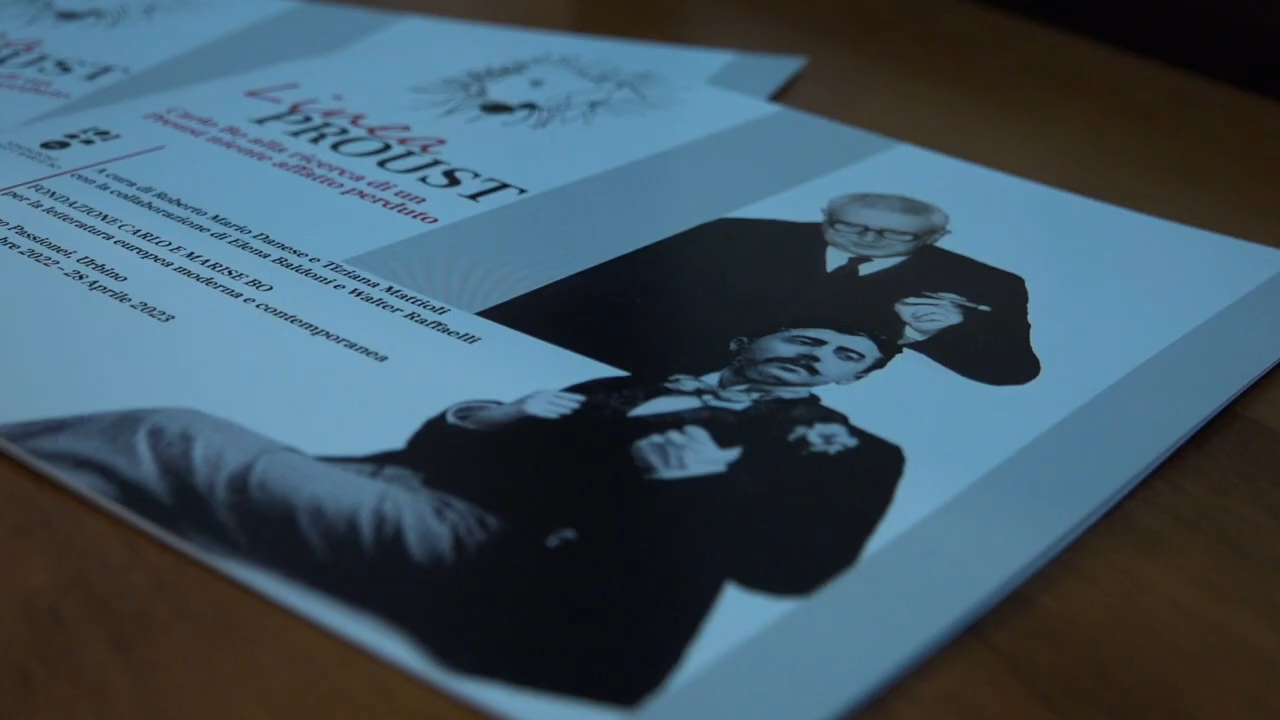 Linea
PROUST
Carlo Bo alla ricerca di un
Proust niente affatto perduto
A cura di Roberto Mario Danese e Tiziana Mattioli
con la collaborazione di Elena Baldoni e Walter Raffaelli
FONDAZIONE CARLO E MARISE BO
per la letteratura europea moderna e contemporanea
Passionei, Urbino
bre 2022 – 28 Aprile 2023